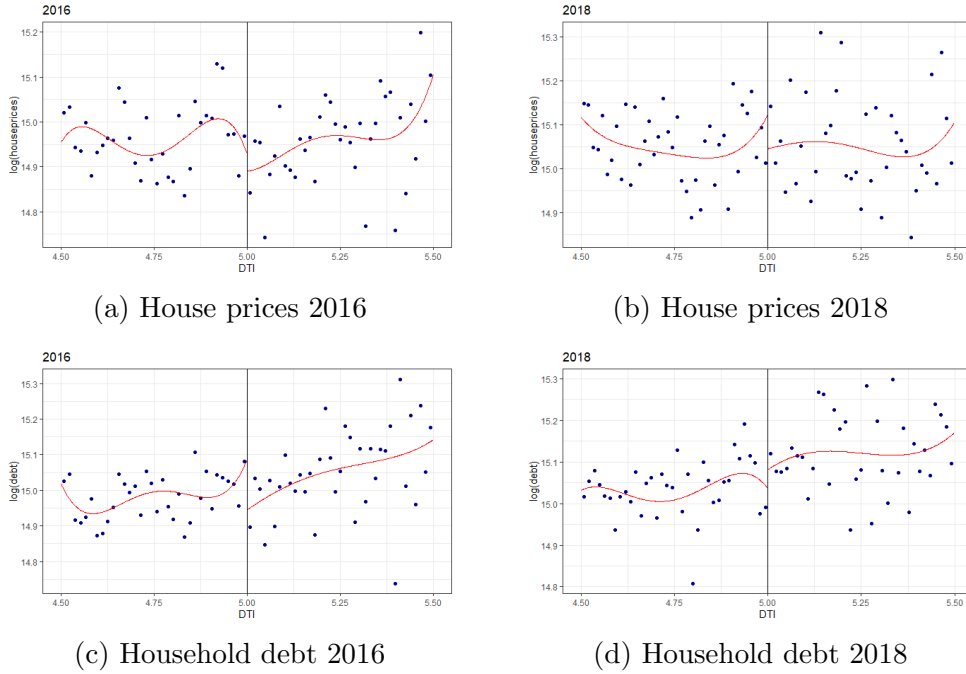 2016
15.2
15.1
15.0
14.9
14.8
log(houseprices)
4.50 4.75 5.00 5.25 5.50
DTI
(a) House prices 2016
2018
15.3
15.2
15.1
15.0
14.9
log(houseprices)
4.50 4.75 5.00 5.25 5.50
DTI
(b) House prices 2018
2016
15.3
15.2
15.1
15.0
14.9
14.8
log(debt)
4.50 4.75 5.00 5.25 5.50
DTI
(c) Household debt 2016
2018
15.3
15.2
15.1
15.0
14.9
14.8
log(debt)
4.50 4.75 5.00 5.25 5.50
DTI
(d) Household debt 2018